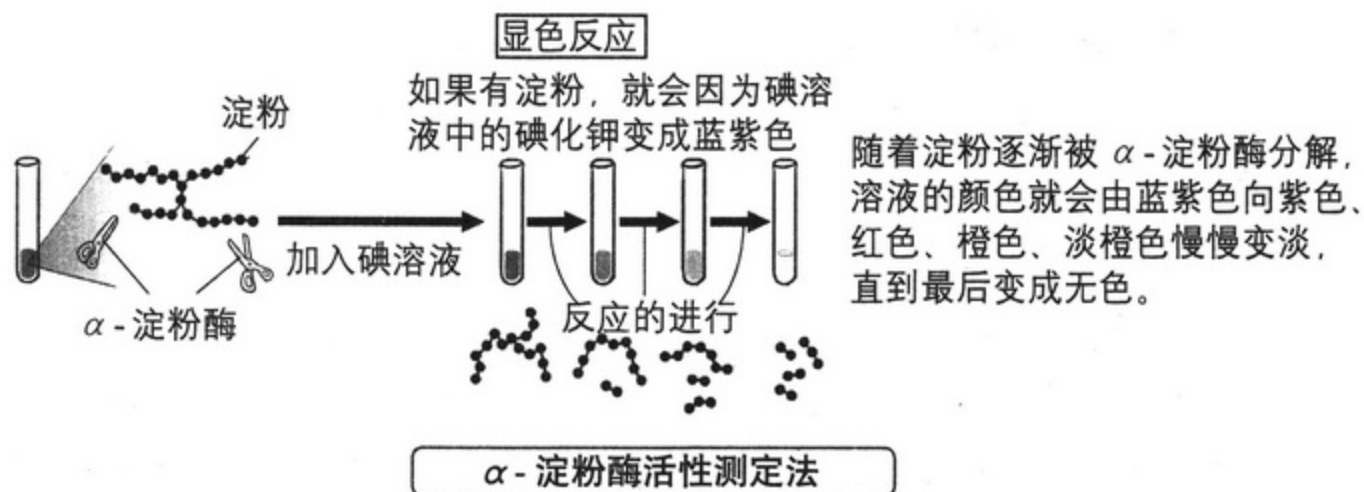 显色反应
如果有淀粉，就会因为碘溶
液中的碘化钾变成蓝紫色
淀粉
α-淀粉酶
加入碘溶液
反应的进行
随着淀粉逐渐被 α-淀粉酶分解，
溶液的颜色就会由蓝紫色向紫色、
红色、橙色、淡橙色慢慢变淡，
直到最后变成无色。
α-淀粉酶活性测定法